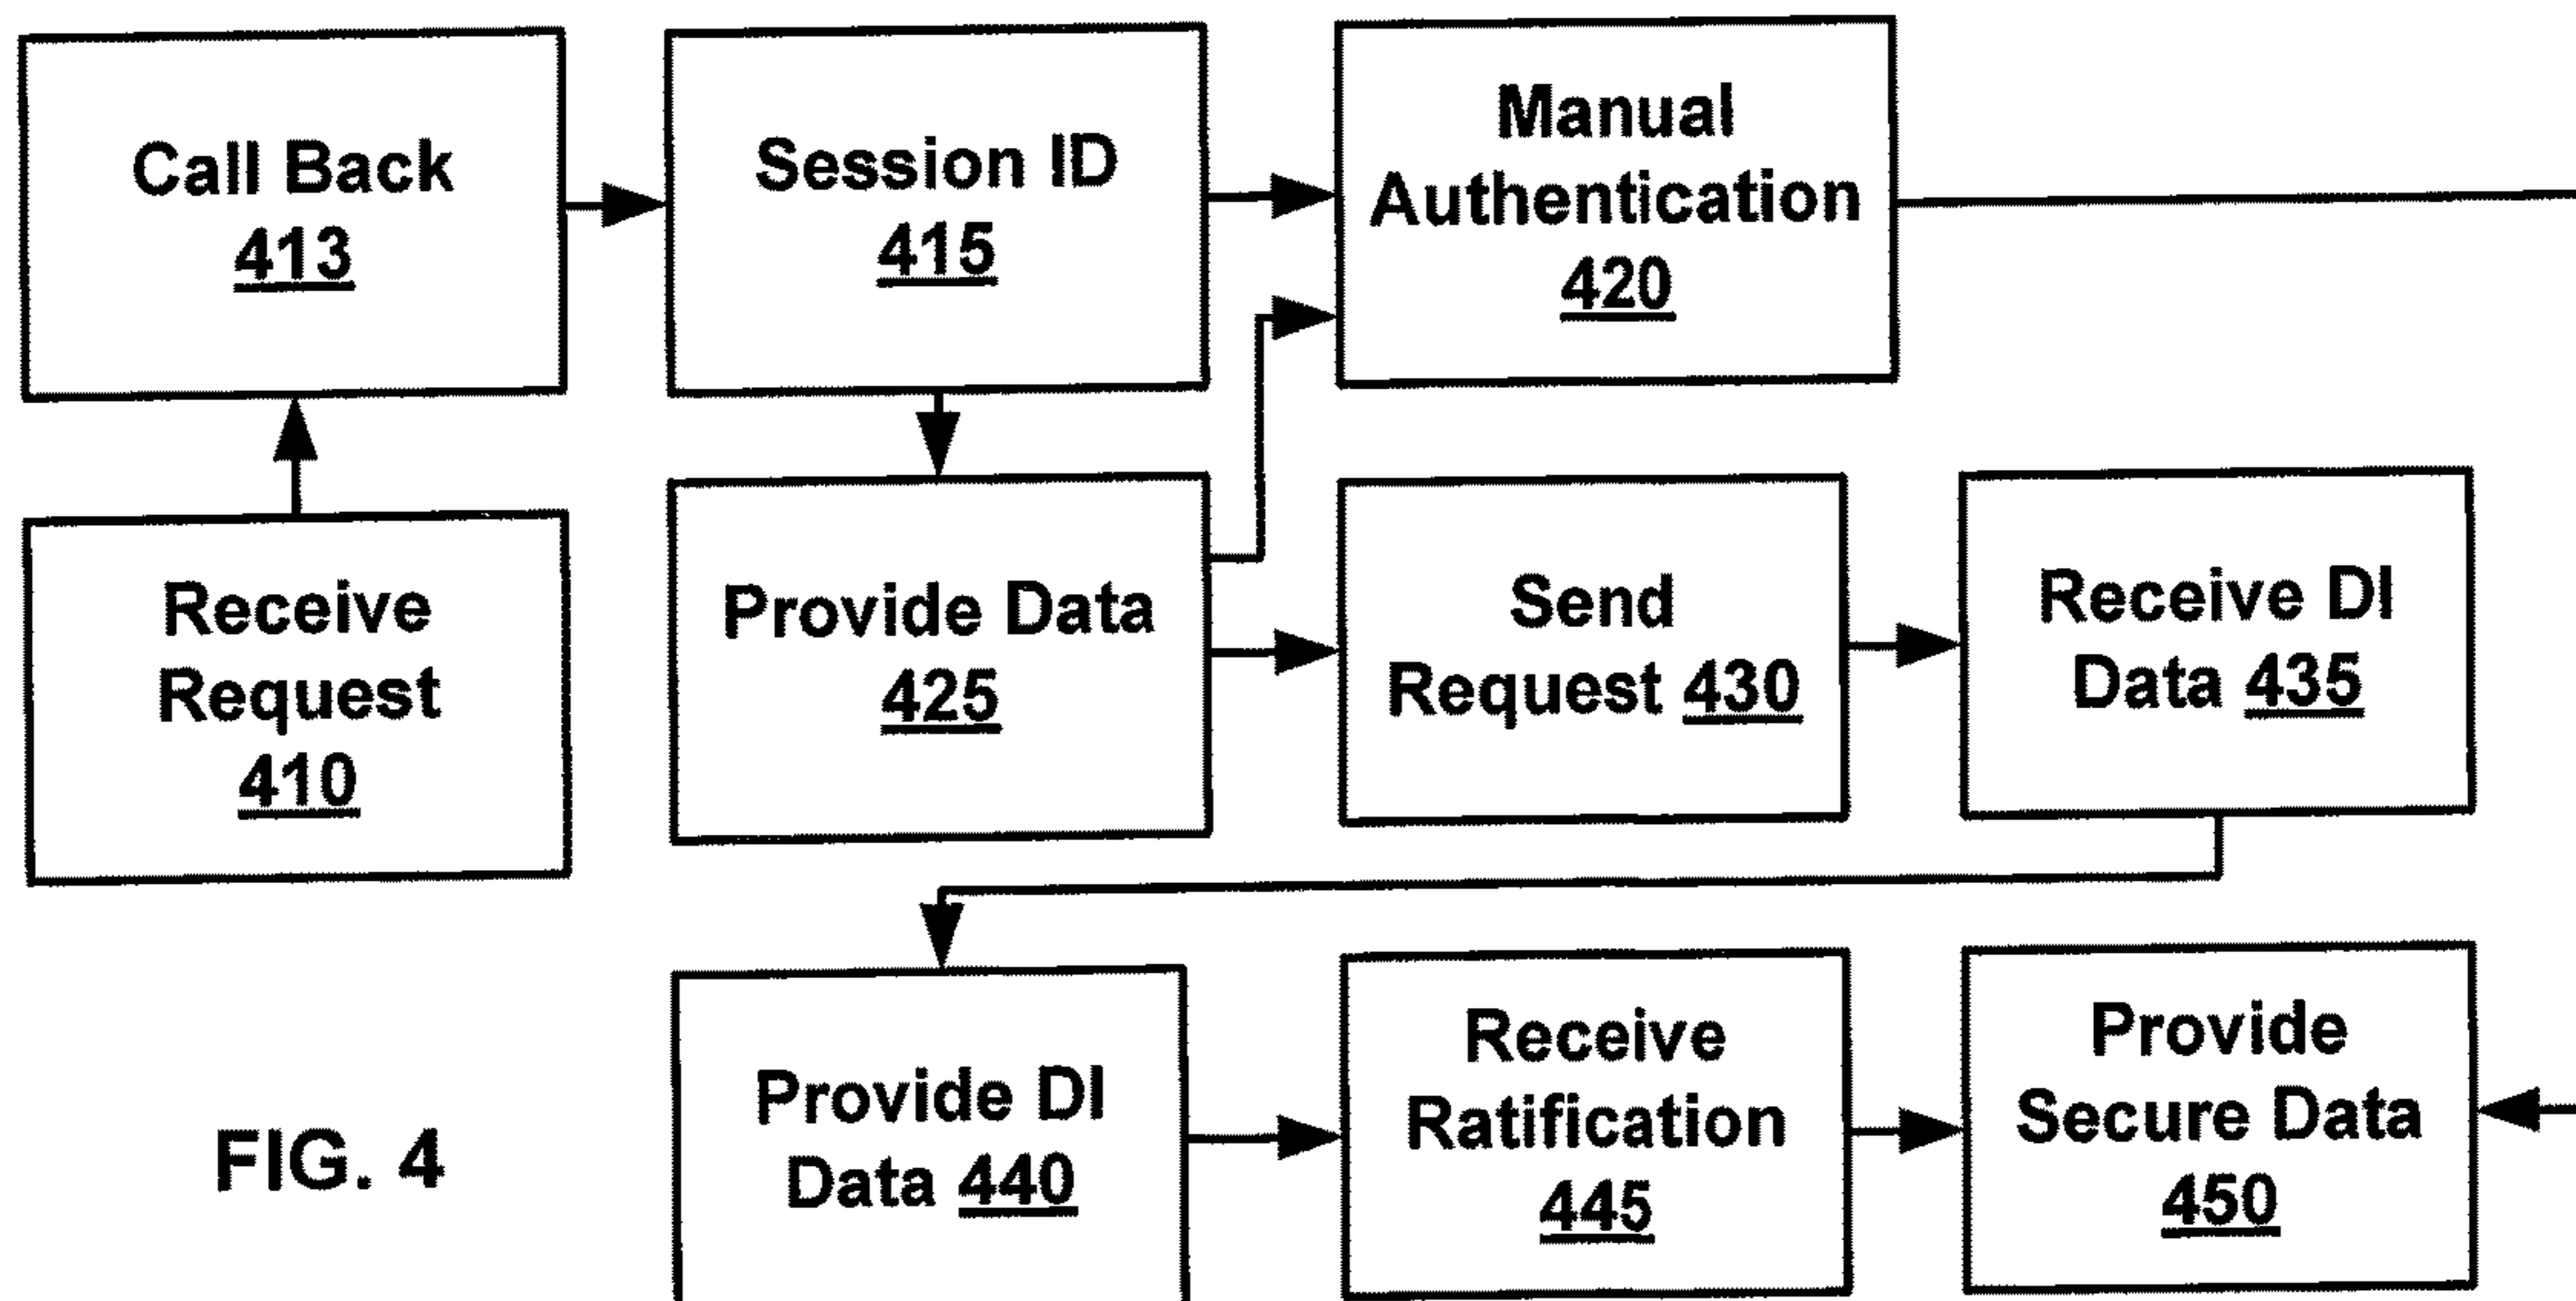 Call Back
413
Session ID
415
Manual
Authentication
420
Receive
Request
410
Provide Data
425
Send
Request 430
Receive DI
Data 435
Provide DI
Data 440
Receive
Ratification
445
Provide
Secure Data
450
FIG. 4